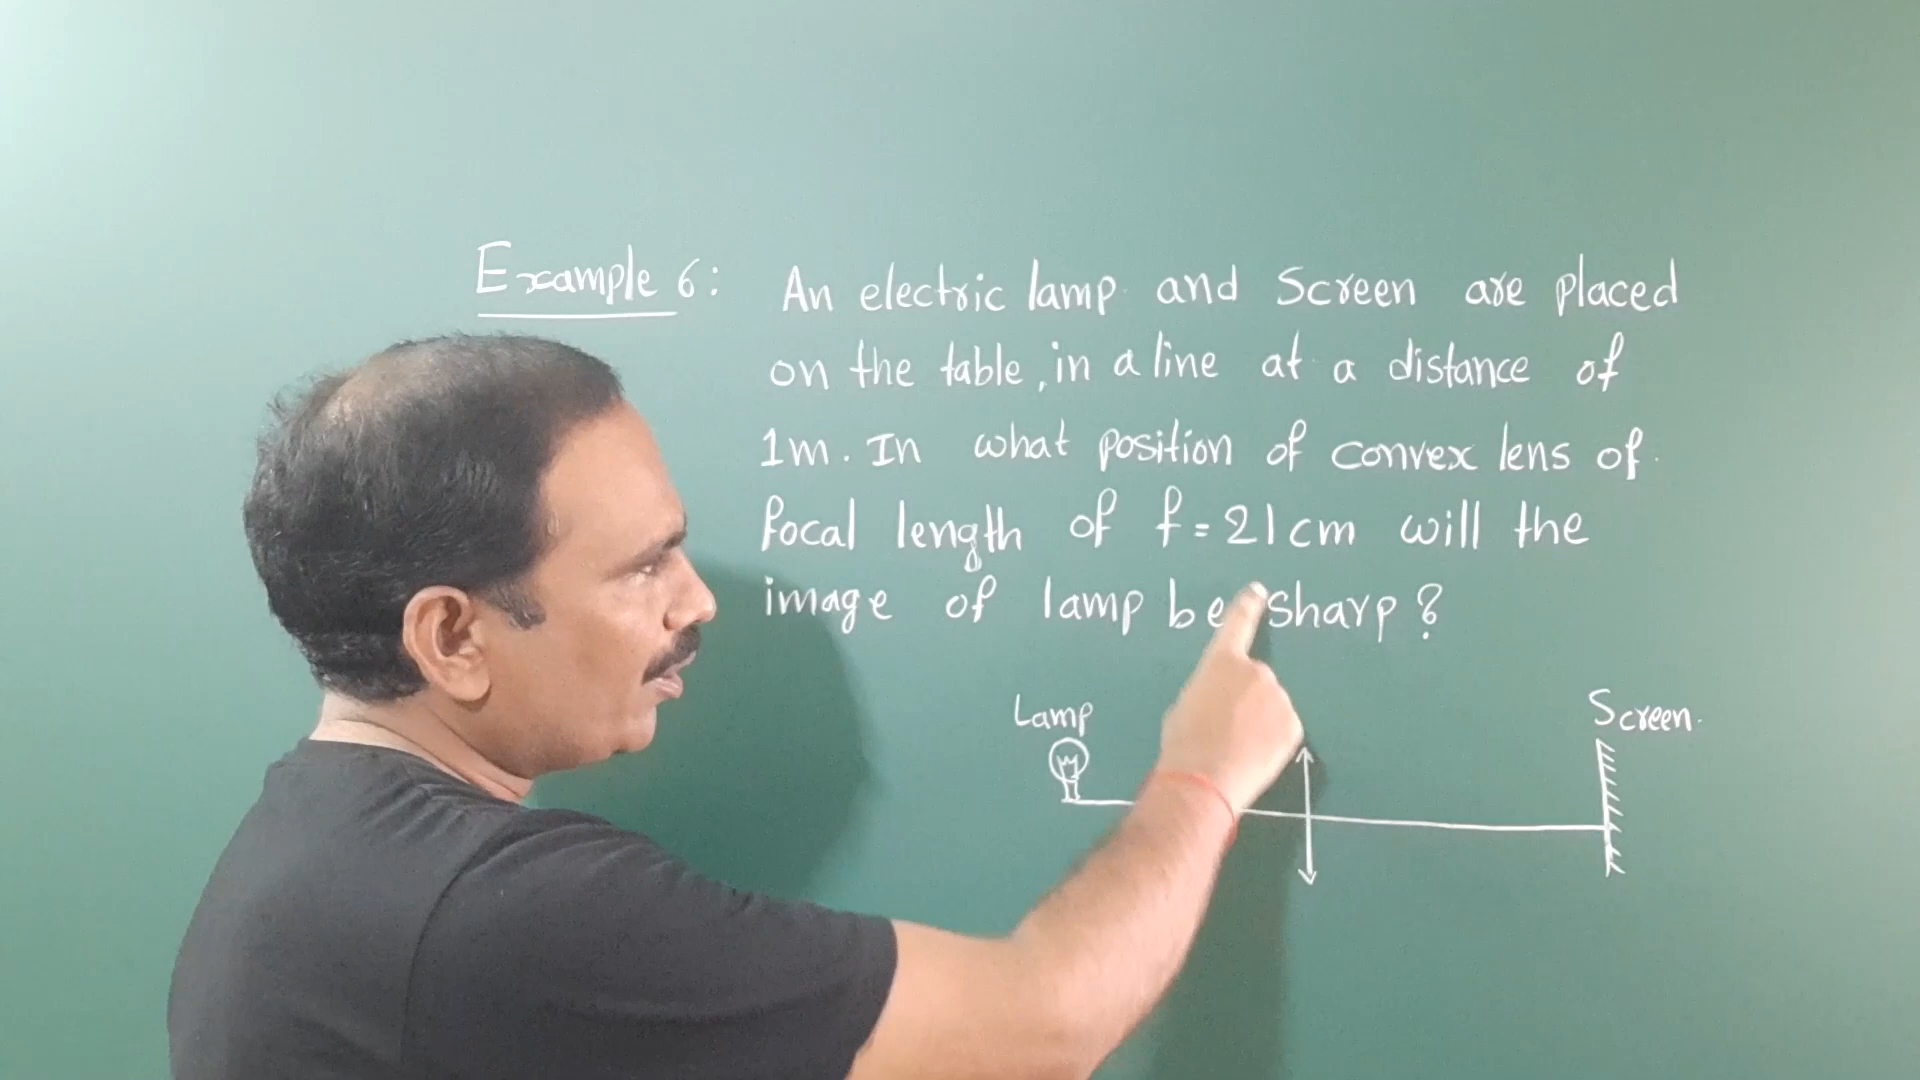 Example 6: An electric lamp and Screen are placed
on the table, in a line at a distance of
1m. In what position of convex lens of
focal length of f = 21cm will the
image of lamp be sharp?
Lamp
Screen.